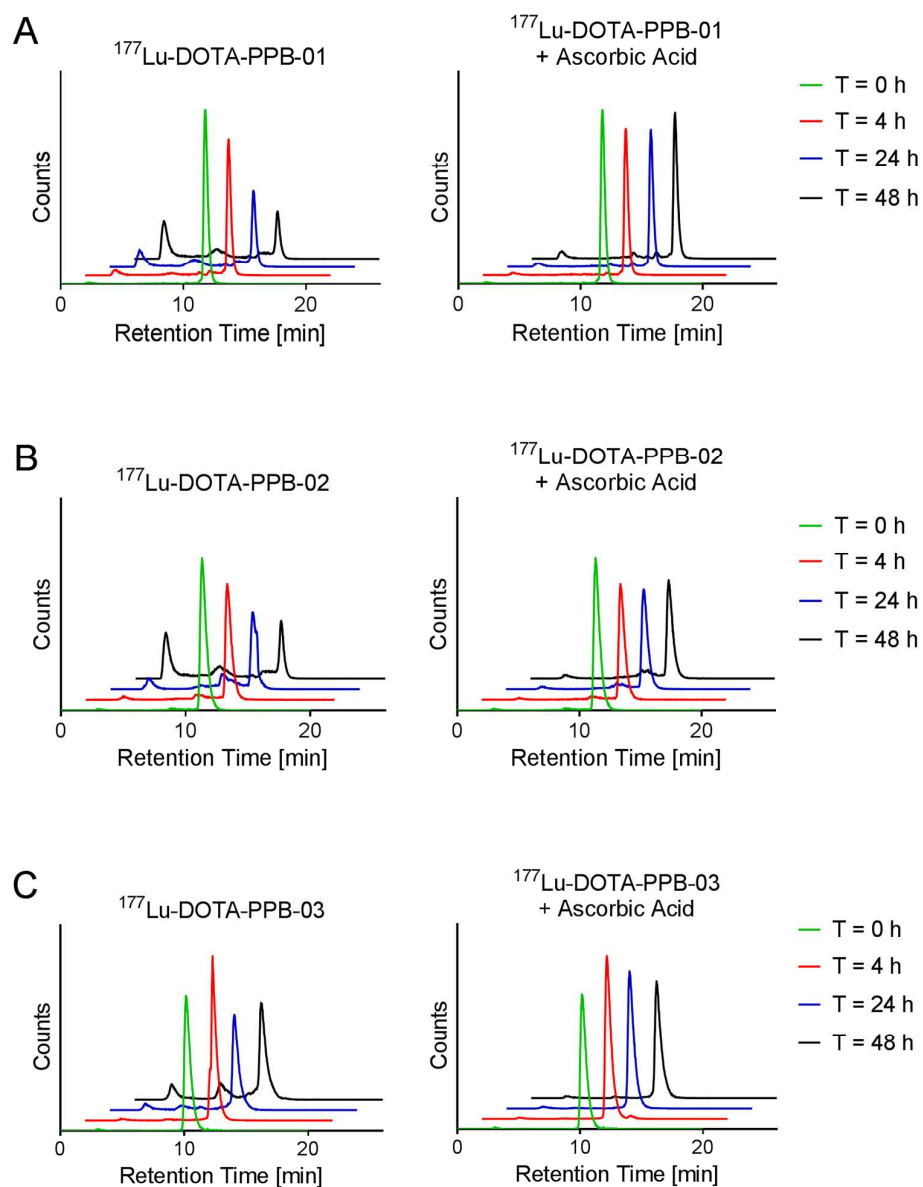 A
177Lu-DOTA-PPB-01
177Lu-DOTA-PPB-01
+ Ascorbic Acid
Counts
0
10
20
Retention Time [min]
Counts
0
10
20
Retention Time [min]
T = 0 h
T = 4 h
T = 24 h
T = 48 h
B
177Lu-DOTA-PPB-02
177Lu-DOTA-PPB-02
+ Ascorbic Acid
Counts
0
10
20
Retention Time [min]
Counts
0
10
20
Retention Time [min]
T = 0 h
T = 4 h
T = 24 h
T = 48 h
C
177Lu-DOTA-PPB-03
177Lu-DOTA-PPB-03
+ Ascorbic Acid
Counts
0
10
20
Retention Time [min]
Counts
0
10
20
Retention Time [min]
T = 0 h
T = 4 h
T = 24 h
T = 48 h